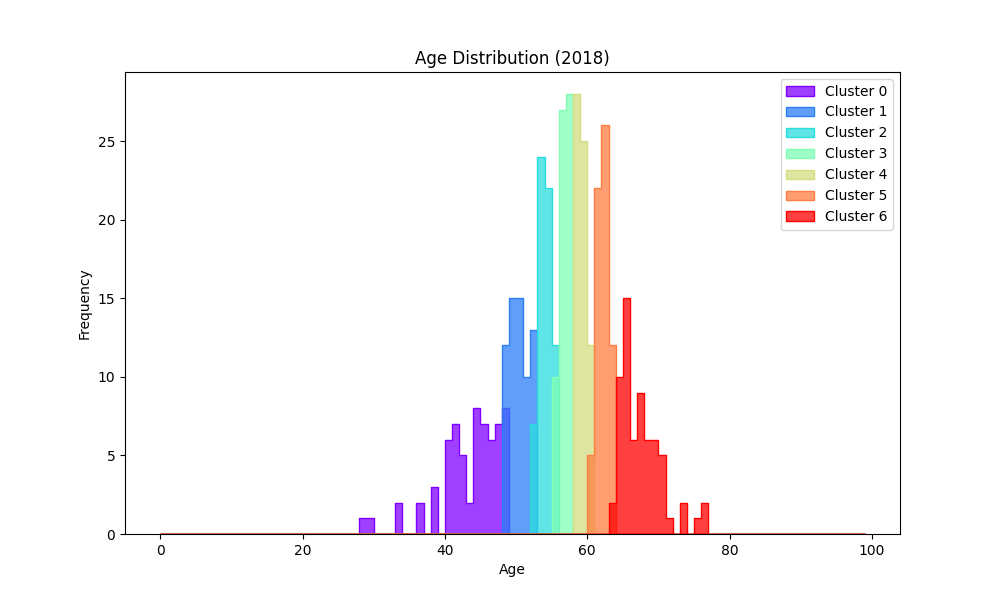 Age Distribution (2018)
Cluster 0
Cluster 1
Cluster 2
Cluster 3
Cluster 4
Cluster 5
Cluster 6
Frequency
25
20
15
10
5
0
0 20 40 60 80 100
Age